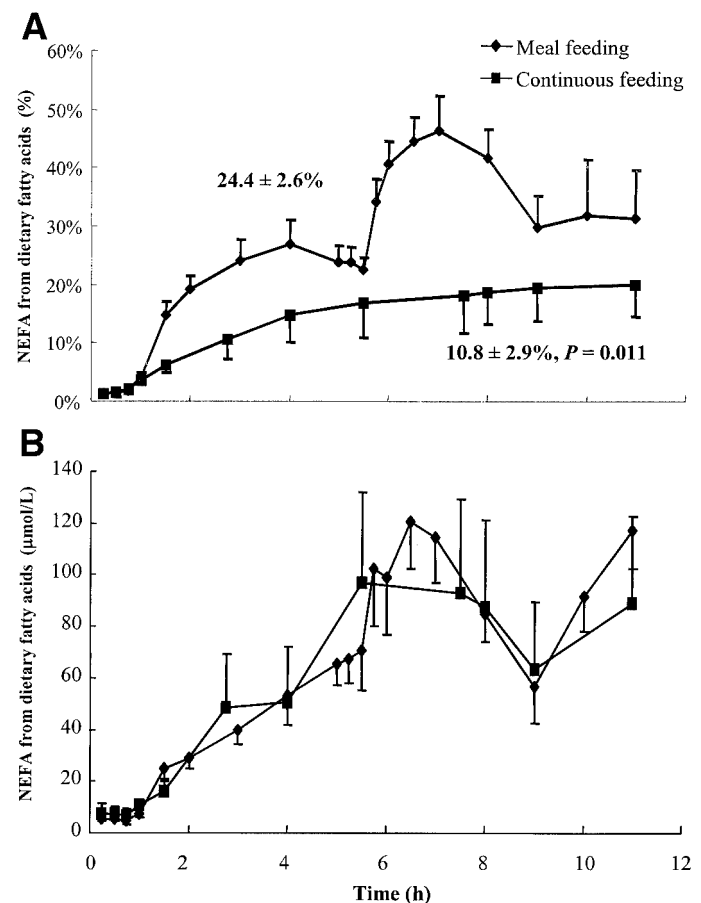 A
60%
Meal feeding
Continuous feeding
50%
40%
30%
20%
10%
0%
NEFA from dietary fatty acids (%)
24.4 ± 2.6%
10.8 ± 2.9%, P = 0.011
B
140
120
100
80
60
40
20
0
NEFA from dietary fatty acids (μmol/L)
0 2 4 6 8 10 12
Time (h)